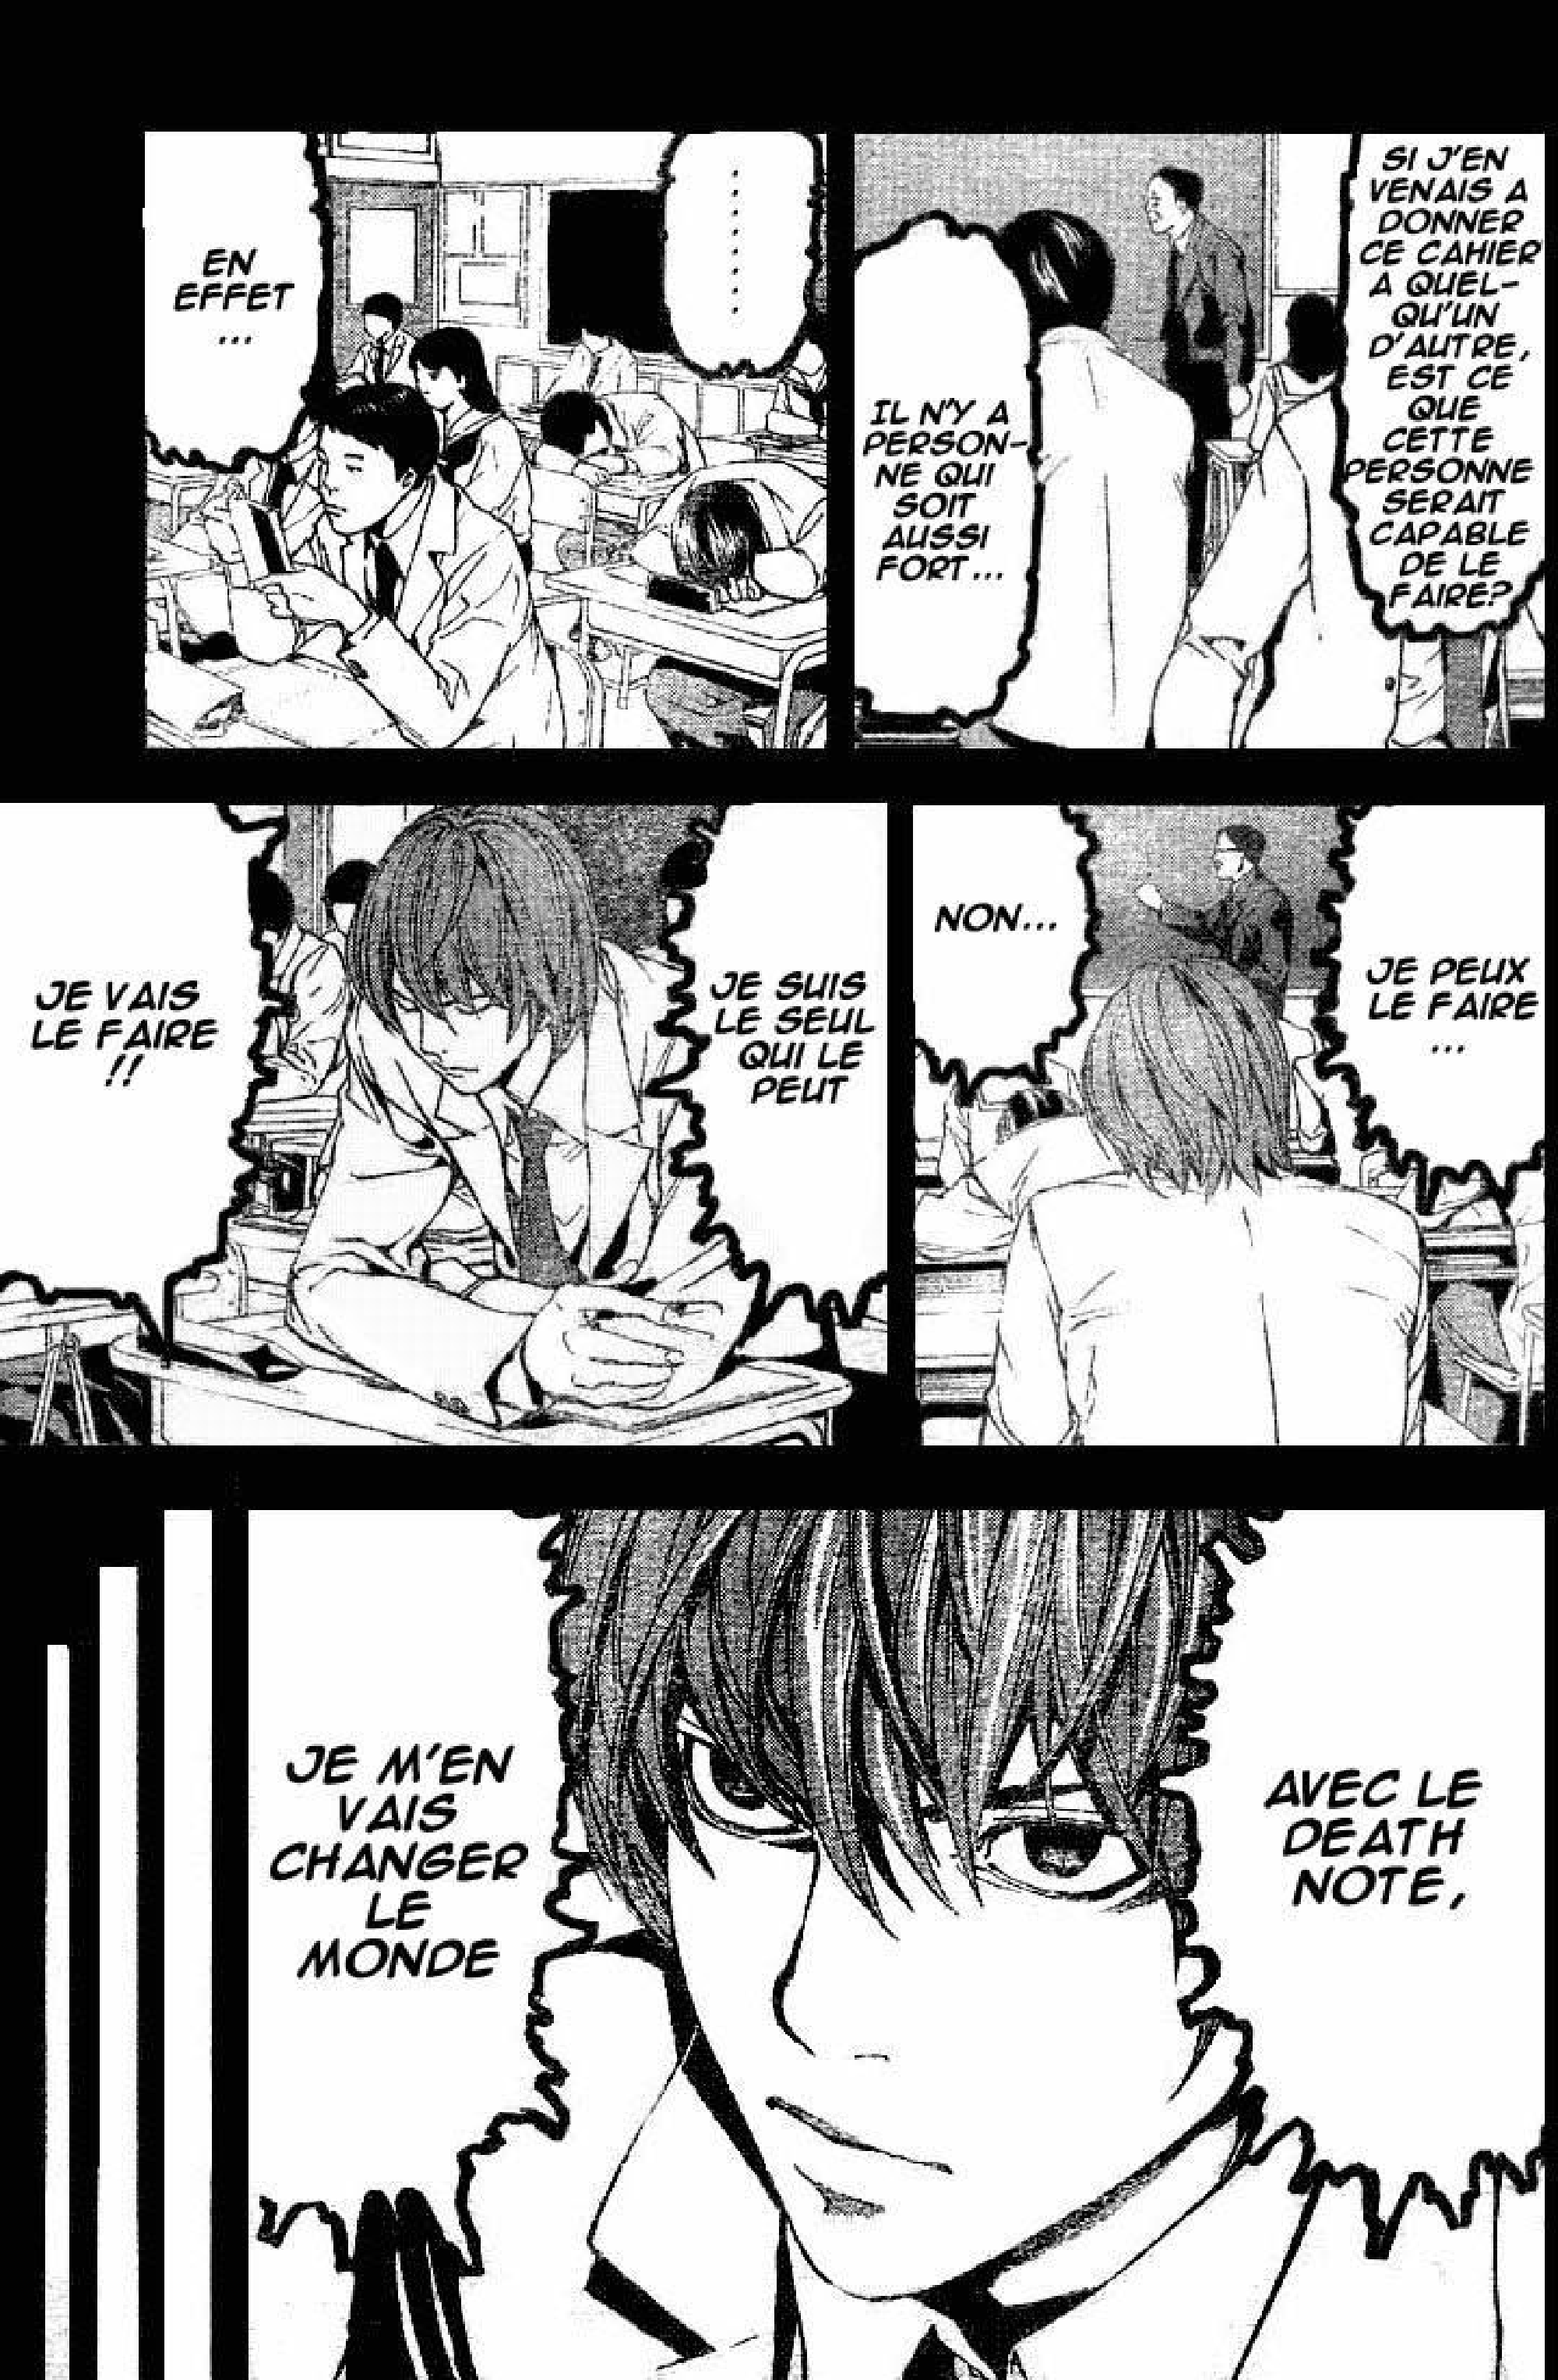 SI J'EN
VENAIS A
DONNER
CE CAHIER
A QUEL-
QU'UN
D'AUTRE,
EST CE
QUE
CETTE
PERSONNE
SERAIT
CAPABLE
DE LE
FAIRE?
IL N'Y A
PERSON-
NE QUI
SOIT
AUSSI
FORT...
.........
EN
EFFET
...
JE PEUX
LE FAIRE
...
NON...
JE SUIS
LE SEUL
QUI LE
PEUT
JE VAIS
LE FAIRE
!!
AVEC LE
DEATH
NOTE,
JE M'EN
VAIS
CHANGER
LE
MONDE